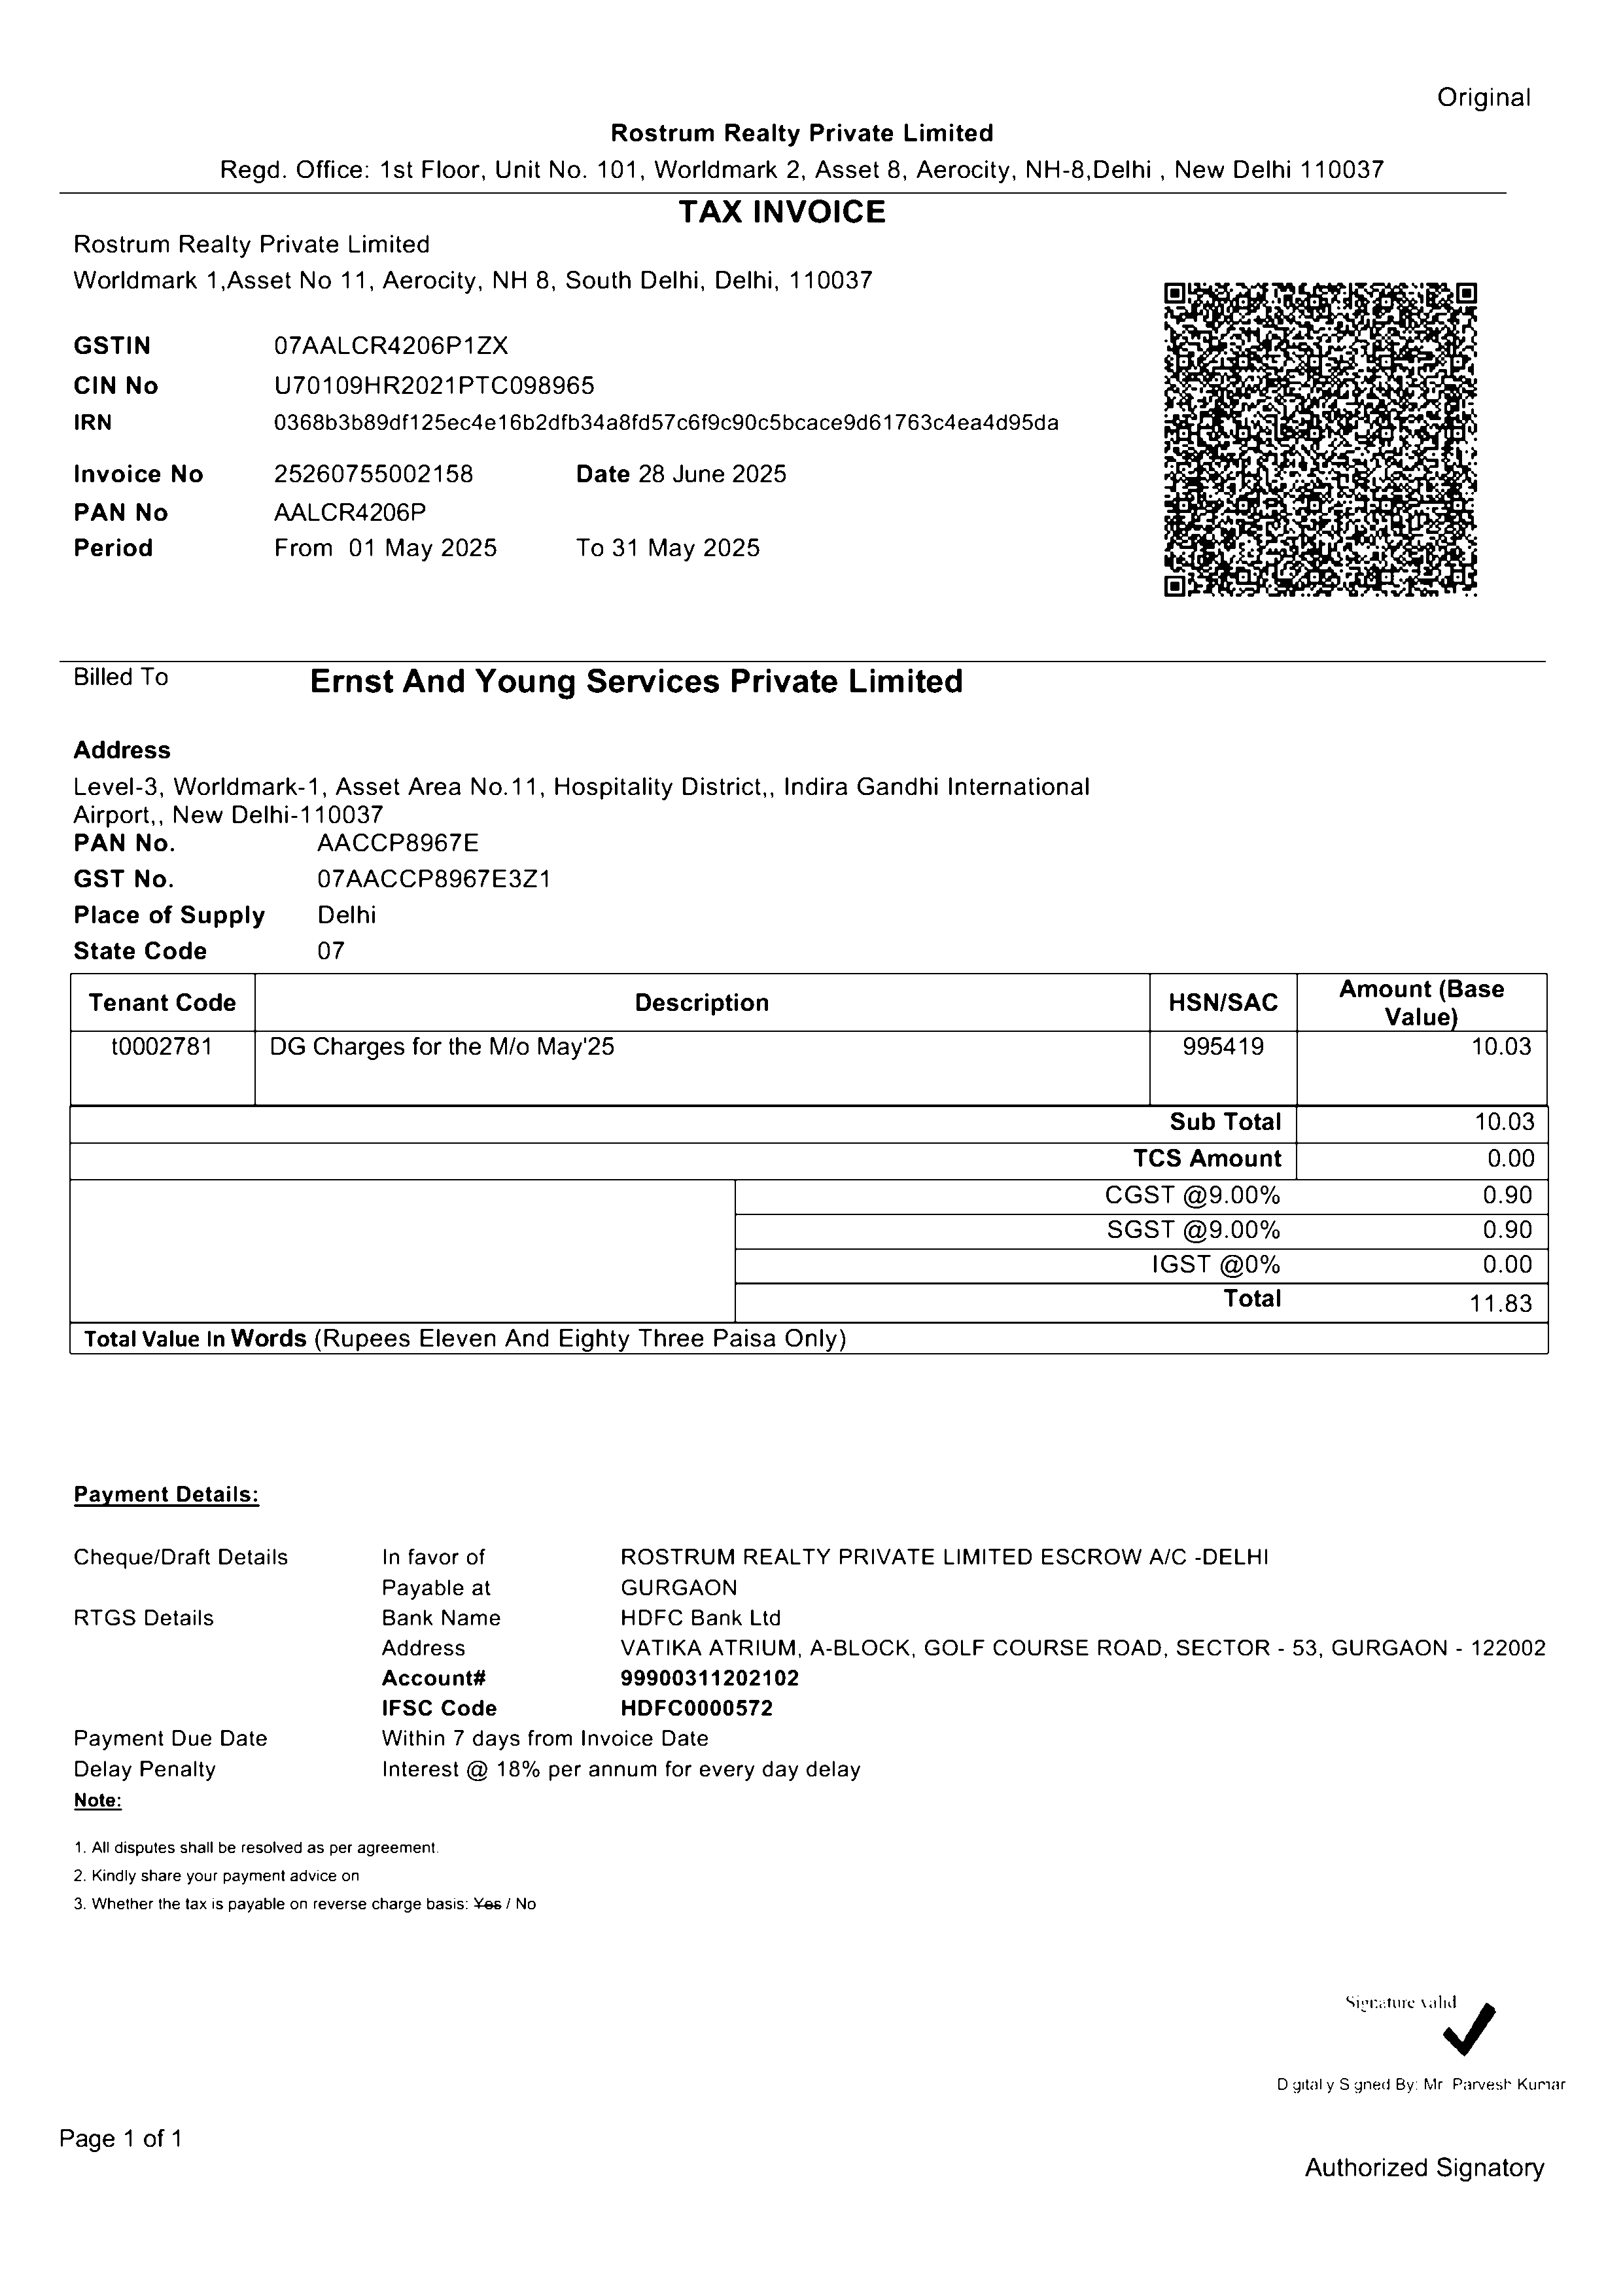 Original
Rostrum Realty Private Limited
Regd. Office: 1st Floor, Unit No. 101, Worldmark 2, Asset 8, Aerocity, NH-8,Delhi , New Delhi 110037
TAX INVOICE
Rostrum Realty Private Limited
Worldmark 1,Asset No 11, Aerocity, NH 8, South Delhi, Delhi, 110037
GSTIN 07AALCR4206P1ZX
CIN No U70109HR2021PTC098965
IRN 0368b3b89df125ec4e16b2dfb34a8fd57c6f9c90c5bcace9d61763c4ea4d95da
Invoice No 25260755002158 Date 28 June 2025
PAN No AALCR4206P
Period From 01 May 2025 To 31 May 2025
Billed To Ernst And Young Services Private Limited
Address
Level-3, Worldmark-1, Asset Area No.11, Hospitality District,, Indira Gandhi International
Airport,, New Delhi-110037
PAN No. AACCP8967E
GST No. 07AACCP8967E3Z1
Place of Supply Delhi
State Code 07
Tenant Code Description HSN/SAC Amount (Base
Value)
t0002781 DG Charges for the M/o May'25 995419 10.03
Sub Total 10.03
TCS Amount 0.00
CGST @9.00% 0.90
SGST @9.00% 0.90
IGST @0% 0.00
Total 11.83
Total Value In Words (Rupees Eleven And Eighty Three Paisa Only)
Payment Details:
Cheque/Draft Details In favor of ROSTRUM REALTY PRIVATE LIMITED ESCROW A/C -DELHI
Payable at GURGAON
RTGS Details Bank Name HDFC Bank Ltd
Address VATIKA ATRIUM, A-BLOCK, GOLF COURSE ROAD, SECTOR - 53, GURGAON - 122002
Account# 99900311202102
IFSC Code HDFC0000572
Payment Due Date Within 7 days from Invoice Date
Delay Penalty Interest @ 18% per annum for every day delay
Note:
1. All disputes shall be resolved as per agreement.
2. Kindly share your payment advice on
3. Whether the tax is payable on reverse charge basis: Yes / No
Signature valid
Digitally Signed By: Mr Parvesh Kumar
Page 1 of 1
Authorized Signatory